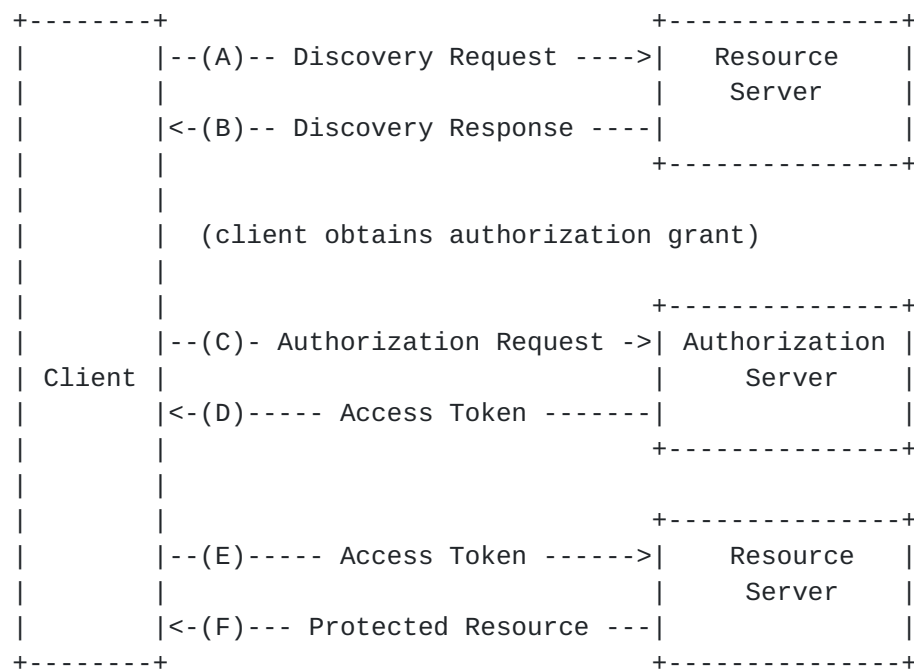 +--------+                               +---------------+
|        |--(A)-- Discovery Request ---->|   Resource    |
|        |                               |    Server     |
|        |<-(B)-- Discovery Response ----|               |
|        |                               +---------------+
|        |
|        |  (client obtains authorization grant)
|        |
|        |                               +---------------+
|        |--(C)- Authorization Request ->| Authorization |
| Client |                               |     Server    |
|        |<-(D)----- Access Token -------|               |
|        |                               +---------------+
|        |
|        |                               +---------------+
|        |--(E)----- Access Token ------>|    Resource   |
|        |                               |     Server    |
|        |<-(F)--- Protected Resource ---|               |
+--------+                               +---------------+